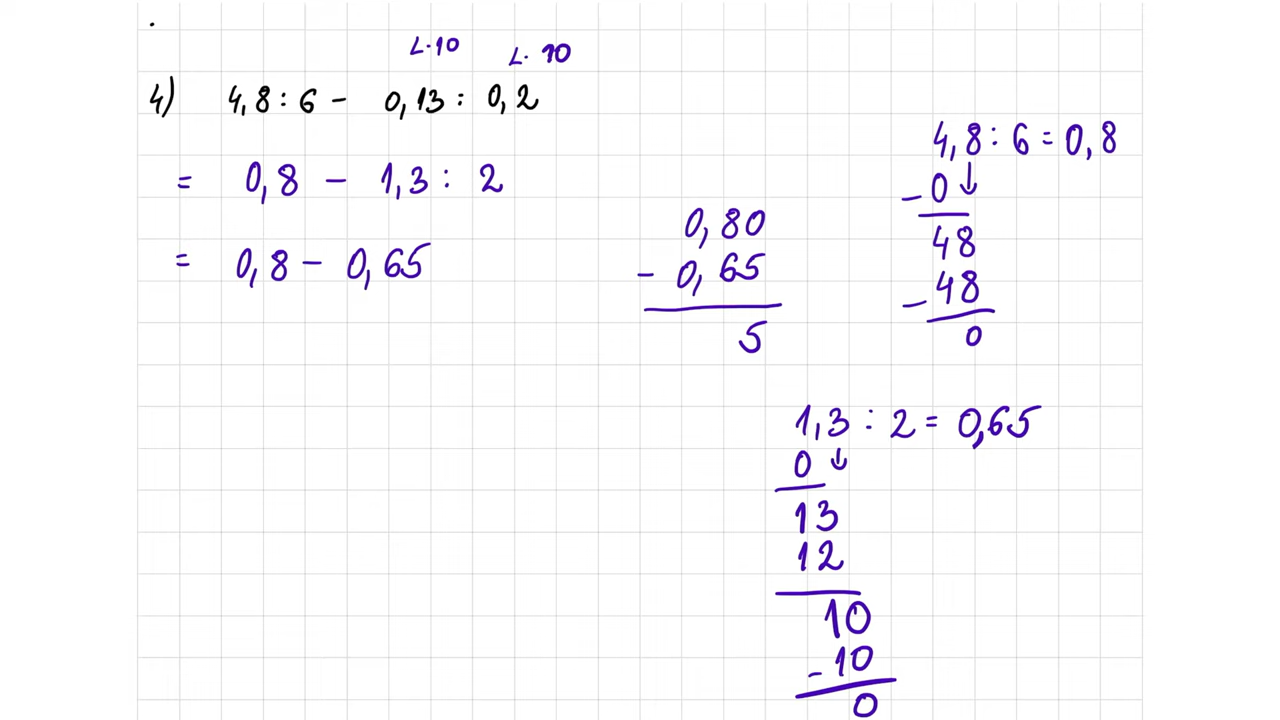 ∠·10 ∠·10
4) 4,8 : 6 - 0,13 : 0,2
= 0,8 - 1,3 : 2
= 0,8 - 0,65
0,80
- 0,65
5
4,8 : 6 = 0,8
- 0 ↓
48
- 48
0
1,3 : 2 = 0,65
0 ↓
13
12
10
- 10
0